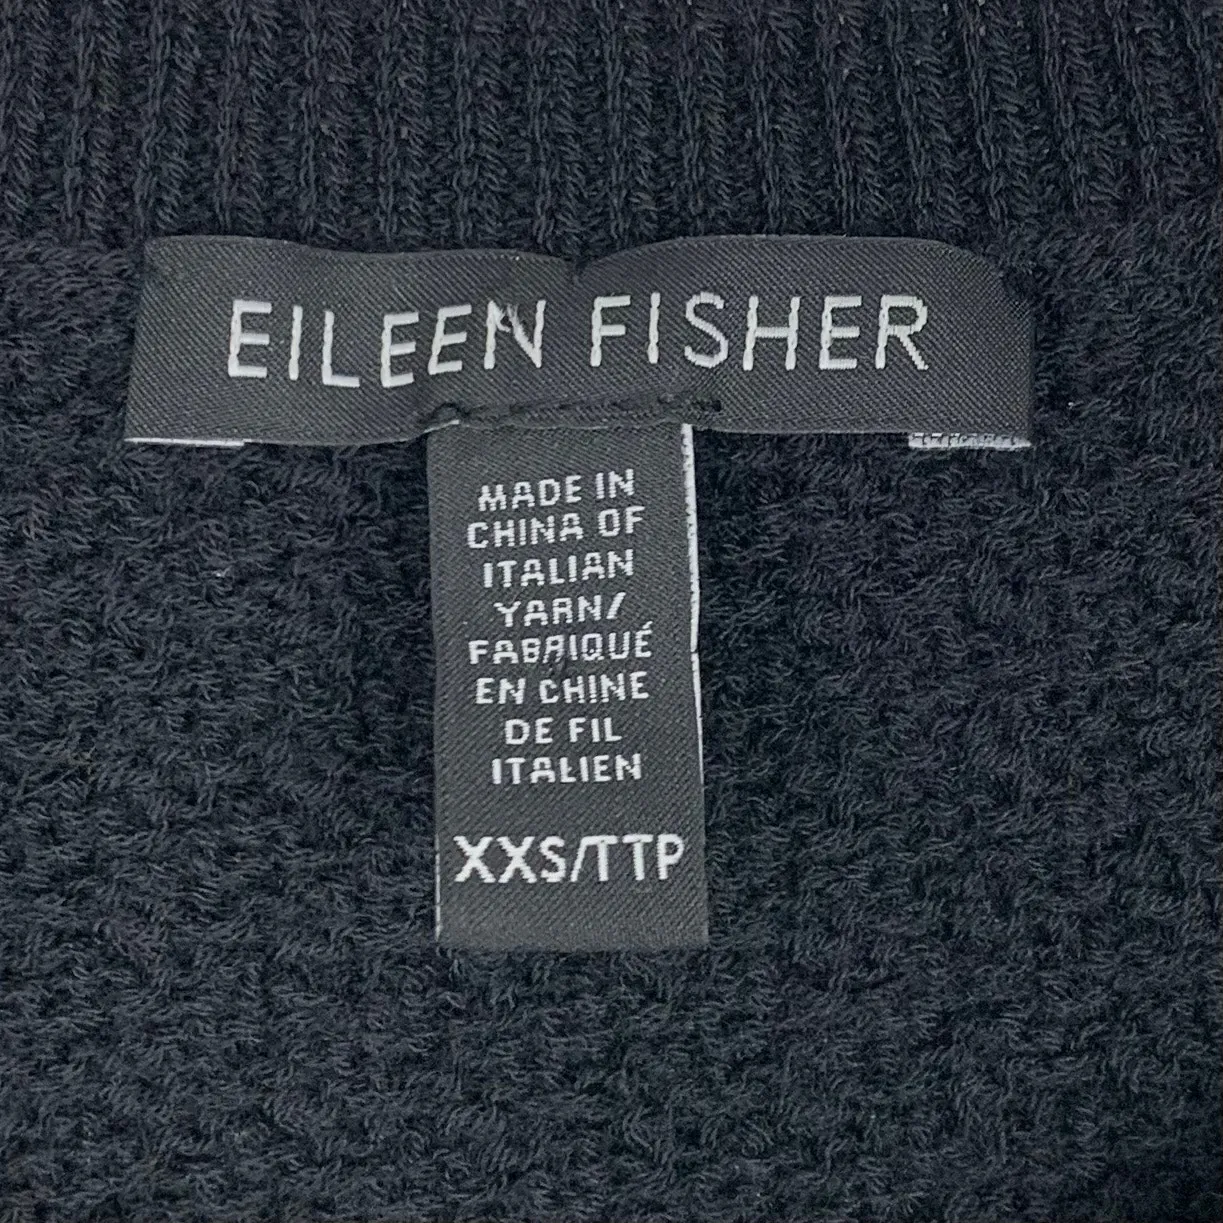 EILEEN FISHER
MADE IN
CHINA OF
ITALIAN
YARN/
FABRIQUÉ
EN CHINE
DE FIL
ITALIEN
XXS/TTP